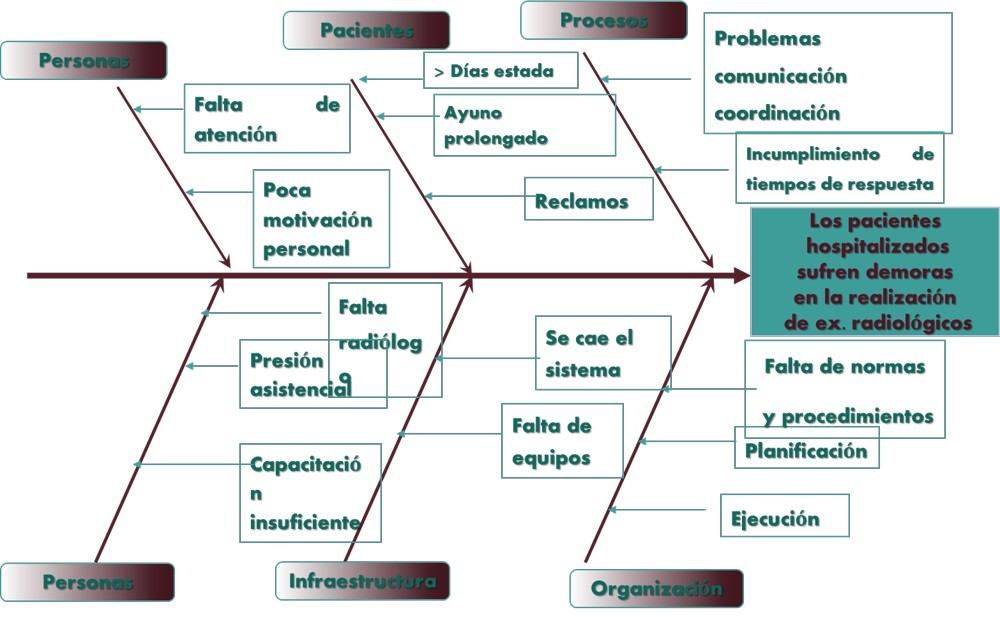 Personas
Pacientes
Procesos
Falta de
atención
Poca
motivación
personal
> Días estada
Ayuno
prolongado
Reclamos
Problemas
comunicación
coordinación
Incumplimiento de
tiempos de respuesta
Los pacientes
hospitalizados
sufren demoras
en la realización
de ex. radiológicos
Falta
radiólog
o
Presión
asistencial
Capacitació
n
insuficiente
Se cae el
sistema
Falta de
equipos
Falta de normas
y procedimientos
Planificación
Ejecución
Personas
Infraestructura
Organización